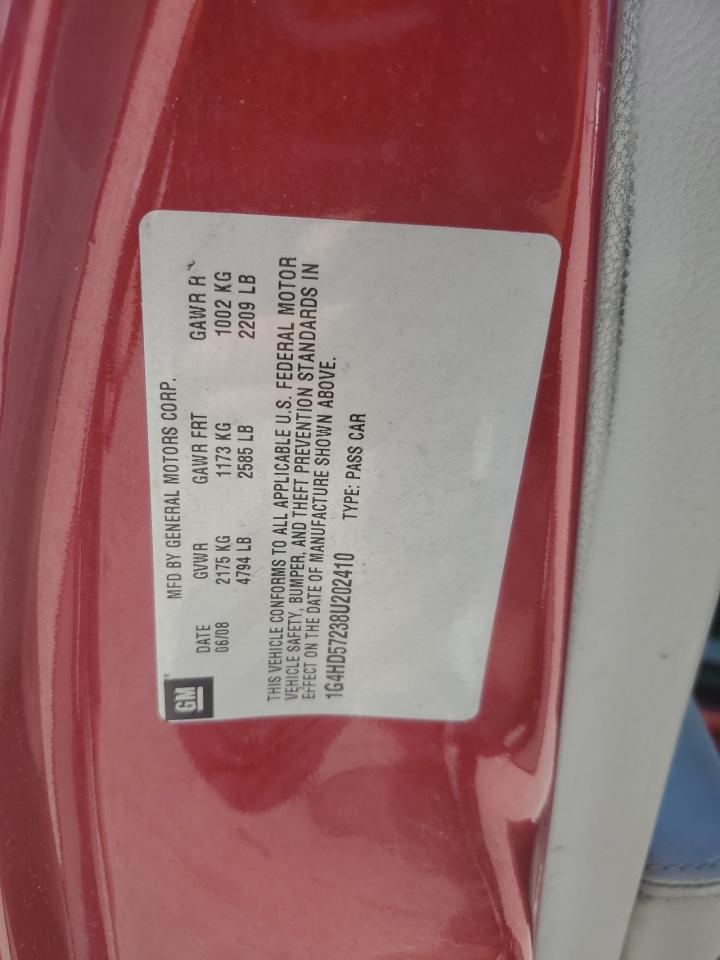 GM
MFD BY GENERAL MOTORS CORP.
DATE GVWR GAWR FRT GAWR R
06/08 2175 KG 1173 KG 1002 KG
4794 LB 2585 LB 2209 LB
THIS VEHICLE CONFORMS TO ALL APPLICABLE U.S. FEDERAL MOTOR
VEHICLE SAFETY, BUMPER, AND THEFT PREVENTION STANDARDS IN
EFFECT ON THE DATE OF MANUFACTURE SHOWN ABOVE.
1G4HD57238U202410 TYPE: PASS CAR